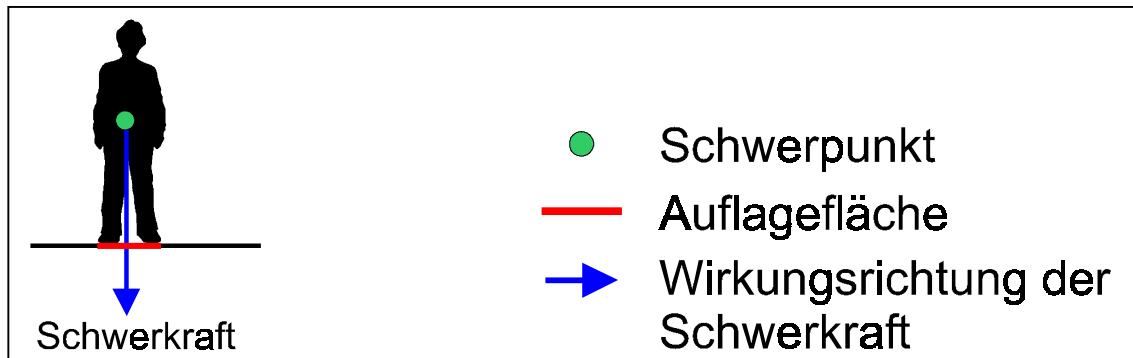 Schwerpunkt
Auflagefläche
Wirkungsrichtung der
Schwerkraft
Schwerkraft